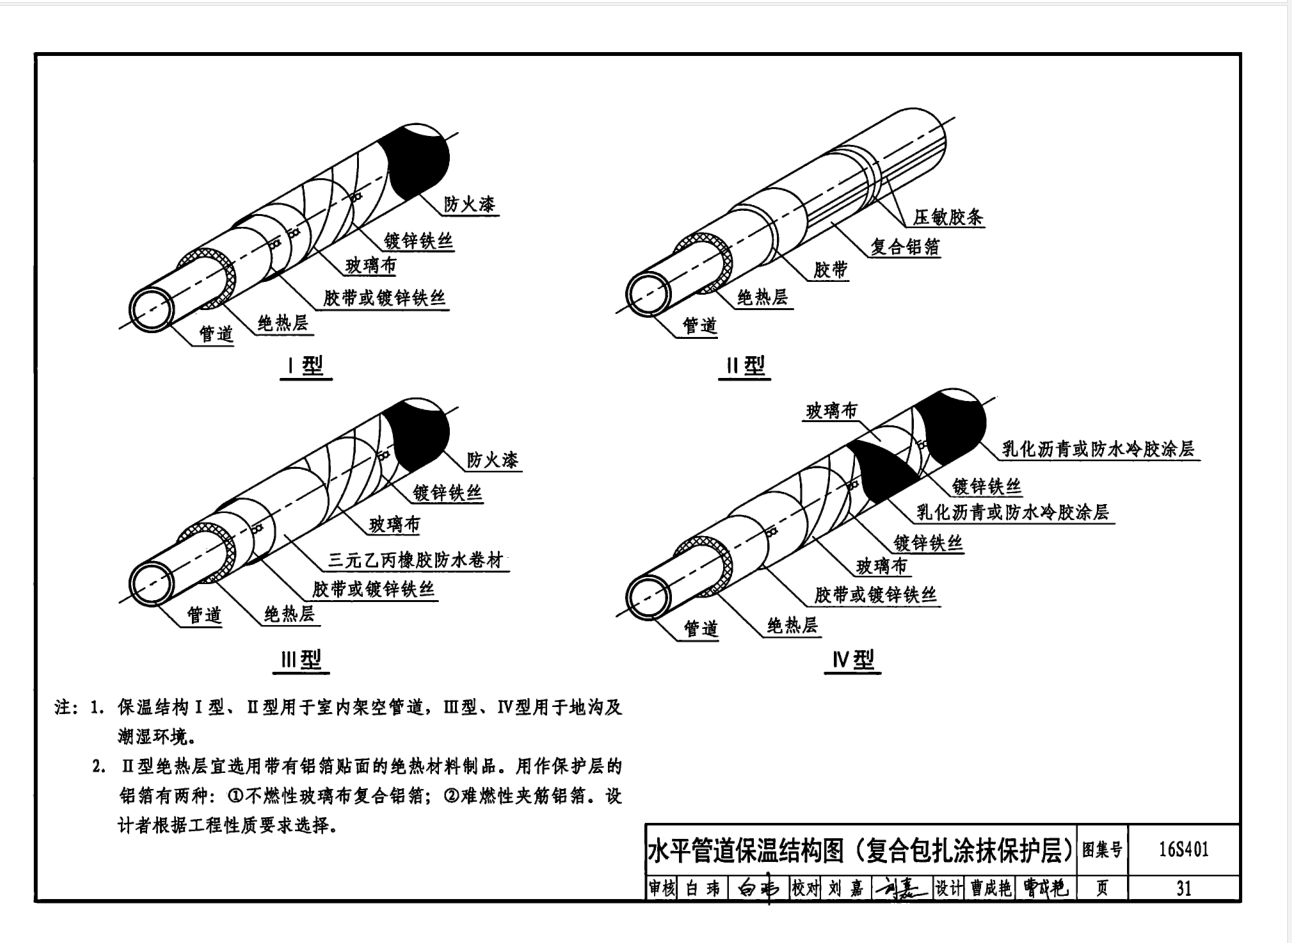 防火漆
镀锌铁丝
玻璃布
胶带或镀锌铁丝
绝热层
管道
Ⅰ型
压敏胶条
复合铝箔
胶带
绝热层
管道
Ⅱ型
防火漆
镀锌铁丝
玻璃布
三元乙丙橡胶防水卷材
胶带或镀锌铁丝
绝热层
管道
Ⅲ型
玻璃布
乳化沥青或防水冷胶涂层
镀锌铁丝
乳化沥青或防水冷胶涂层
镀锌铁丝
玻璃布
胶带或镀锌铁丝
绝热层
管道
Ⅳ型
注：1. 保温结构Ⅰ型、Ⅱ型用于室内架空管道，Ⅲ型、Ⅳ型用于地沟及
潮湿环境。
2. Ⅱ型绝热层宜选用带有铝箔贴面的绝热材料制品。用作保护层的
铝箔有两种：①不燃性玻璃布复合铝箔；②难燃性夹筋铝箔。设
计者根据工程性质要求选择。
水平管道保温结构图（复合包扎涂抹保护层） 图集号 16S401
审核 白玮 白玮 校对 刘嘉 刘嘉 设计 曹成艳 曹成艳 页 31